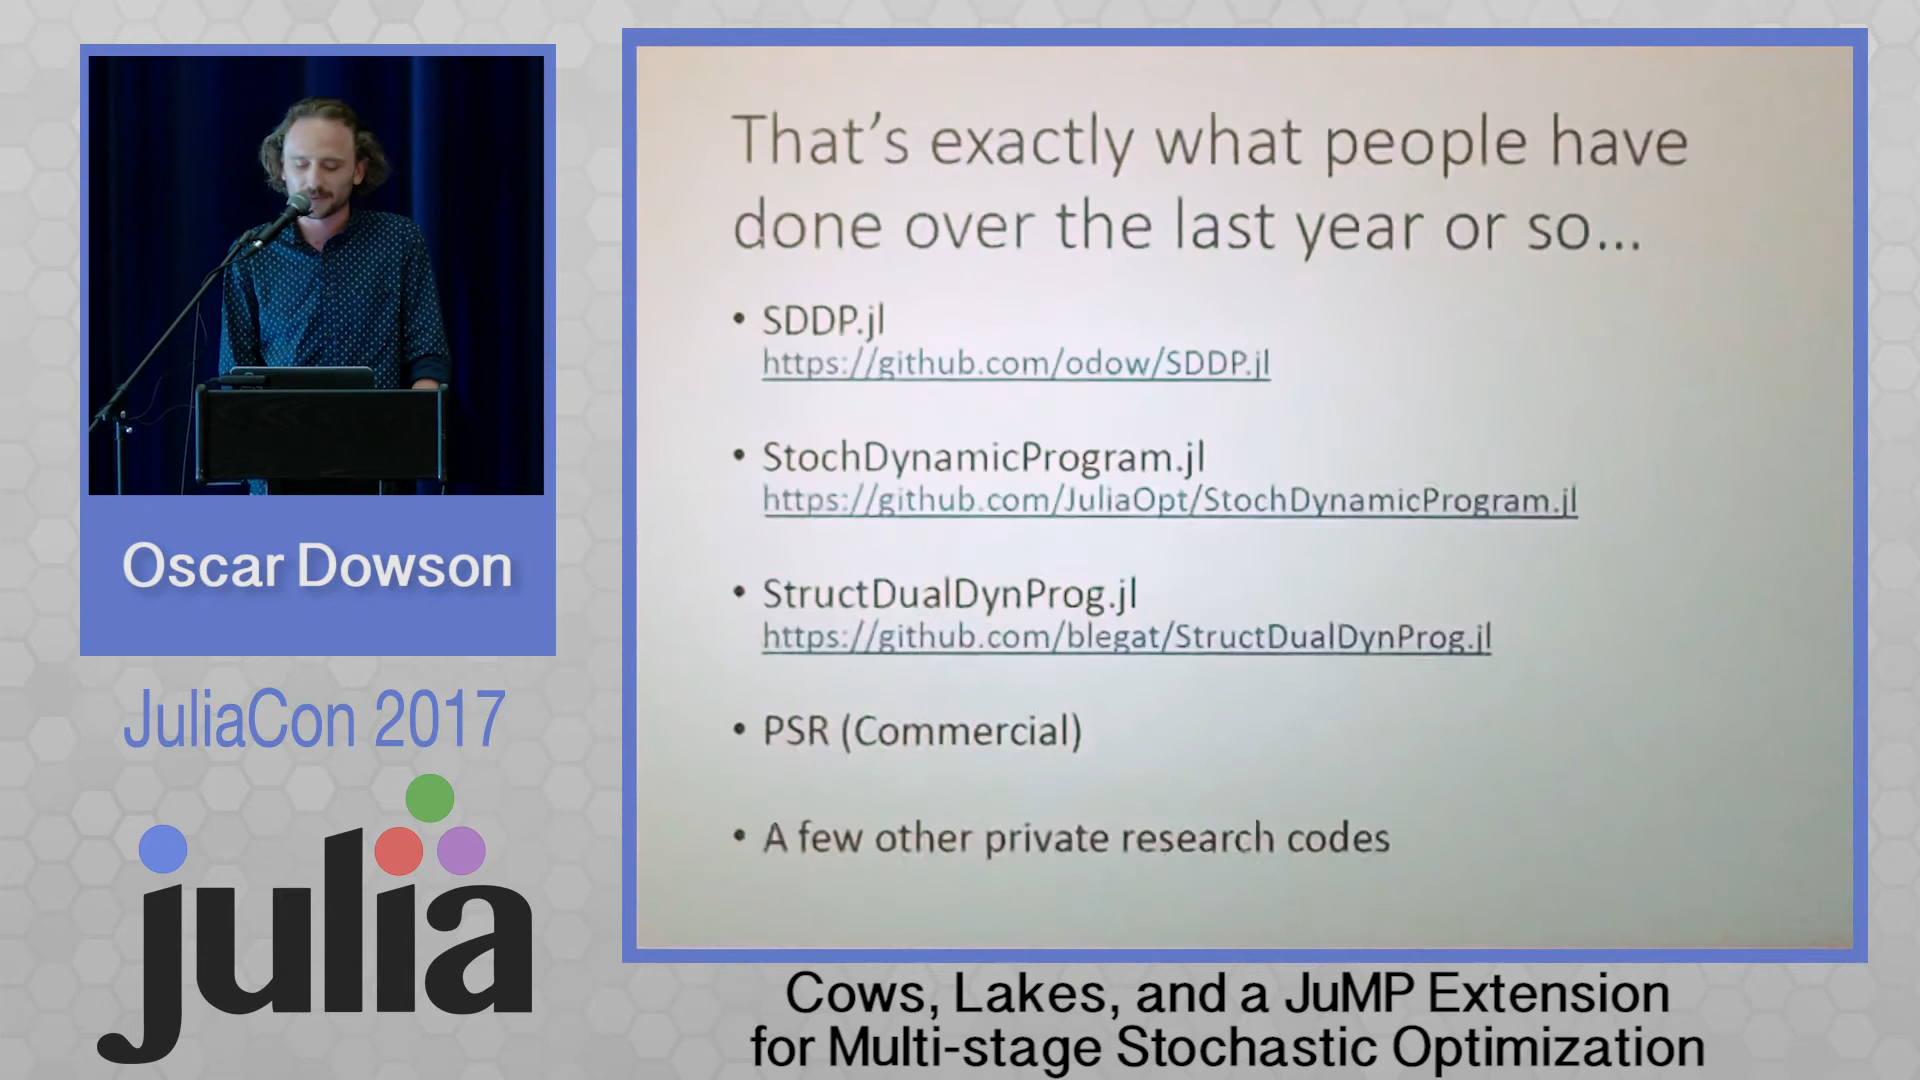 Oscar Dowson
JuliaCon 2017
julia
That's exactly what people have
done over the last year or so...
• SDDP.jl
https://github.com/odow/SDDP.jl
• StochDynamicProgram.jl
https://github.com/JuliaOpt/StochDynamicProgram.jl
• StructDualDynProg.jl
https://github.com/blegat/StructDualDynProg.jl
• PSR (Commercial)
• A few other private research codes
Cows, Lakes, and a JuMP Extension
for Multi-stage Stochastic Optimization